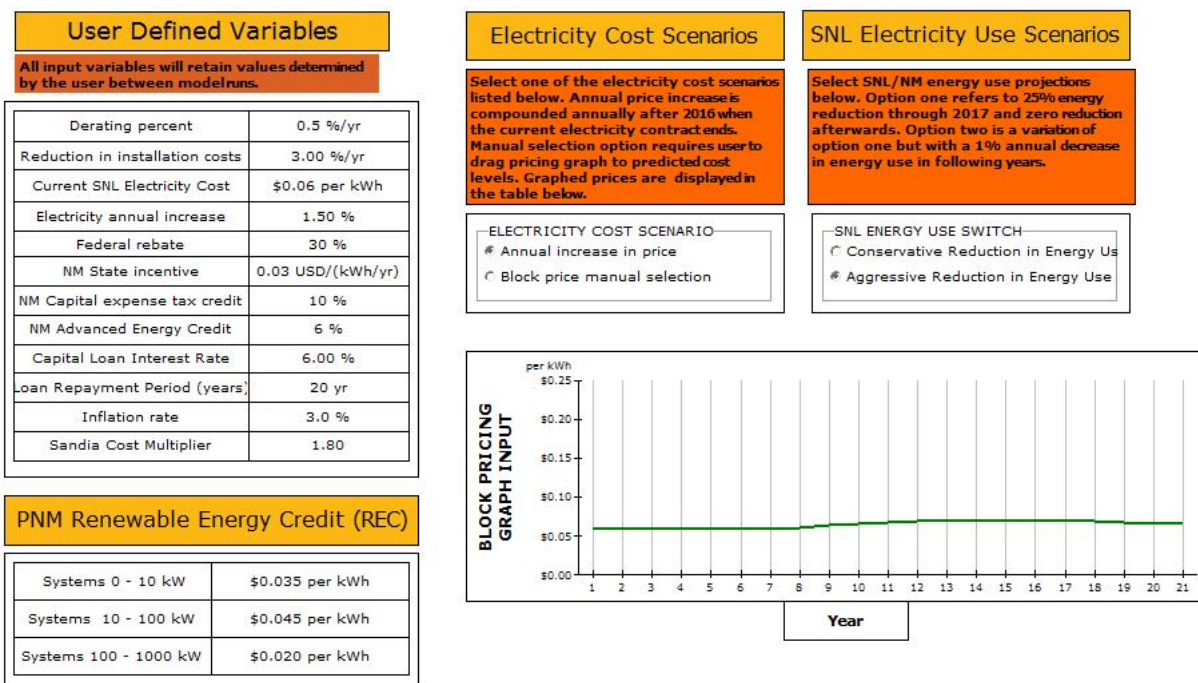 User Defined Variables
All input variables will retain values determined
by the user between modelruns.
Derating percent 0.5 %/yr
Reduction in installation costs 3.00 %/yr
Current SNL Electricity Cost $0.06 per kWh
Electricity annual increase 1.50 %
Federal rebate 30 %
NM State incentive 0.03 USD/(kWh/yr)
NM Capital expense tax credit 10 %
NM Advanced Energy Credit 6 %
Capital Loan Interest Rate 6.00 %
Loan Repayment Period (years) 20 yr
Inflation rate 3.0 %
Sandia Cost Multiplier 1.80
PNM Renewable Energy Credit (REC)
Systems 0 - 10 kW $0.035 per kWh
Systems 10 - 100 kW $0.045 per kWh
Systems 100 - 1000 kW $0.020 per kWh
Electricity Cost Scenarios
Select one of the electricity cost scenarios
listed below. Annual price increase is
compounded annually after 2016 when
the current electricity contract ends.
Manual selection option requires user to
drag pricing graph to predicted cost
levels. Graphed prices are displayed in
the table below.
ELECTRICITY COST SCENARIO
Annual increase in price
Block price manual selection
SNL Electricity Use Scenarios
Select SNL/NM energy use projections
below. Option one refers to 25% energy
reduction through 2017 and zero reduction
afterwards. Option two is a variation of
option one but with a 1% annual decrease
in energy use in following years.
SNL ENERGY USE SWITCH
Conservative Reduction in Energy Us
Aggressive Reduction in Energy Use
BLOCK PRICING
GRAPH INPUT
per kWh
$0.25
$0.20
$0.15
$0.10
$0.05
$0.00
1 2 3 4 5 6 7 8 9 10 11 12 13 14 15 16 17 18 19 20 21
Year